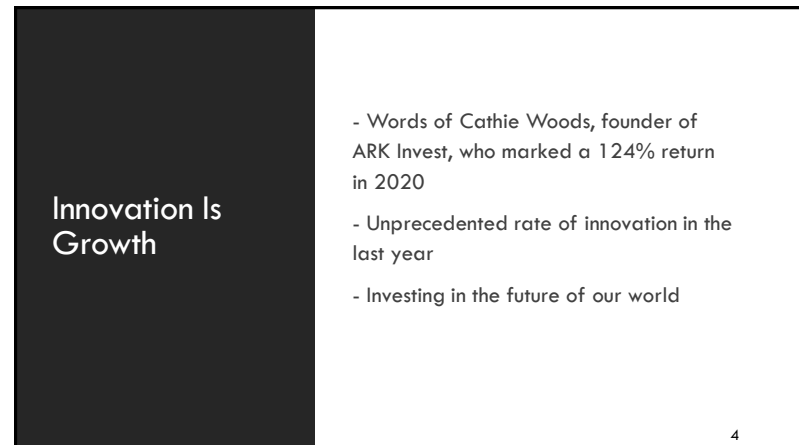 Innovation Is
Growth
- Words of Cathie Woods, founder of
ARK Invest, who marked a 124% return
in 2020
- Unprecedented rate of innovation in the
last year
- Investing in the future of our world
4